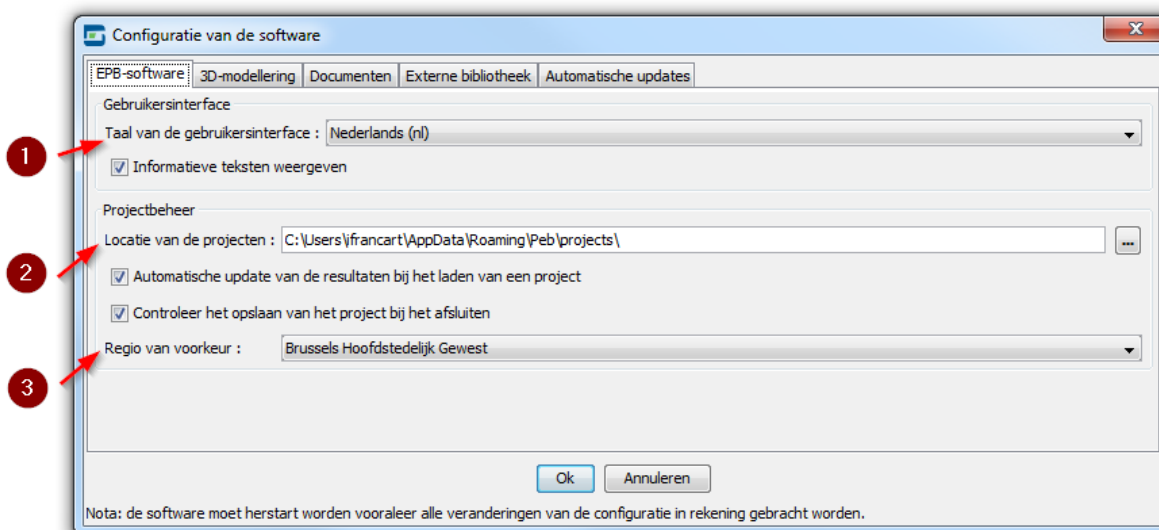 Configuratie van de software
EPB-software 3D-modellering Documenten Externe bibliotheek Automatische updates
Gebruikersinterface
1
Taal van de gebruikersinterface : Nederlands (nl)
Informatieve teksten weergeven
Projectbeheer
2
Locatie van de projecten : C:\Users\ifrancart\AppData\Roaming\Peb\projects\ ...
Automatische update van de resultaten bij het laden van een project
Controleer het opslaan van het project bij het afsluiten
3
Regio van voorkeur : Brussels Hoofdstedelijk Gewest
Ok Annuleren
Nota: de software moet herstart worden vooraleer alle veranderingen van de configuratie in rekening gebracht worden.